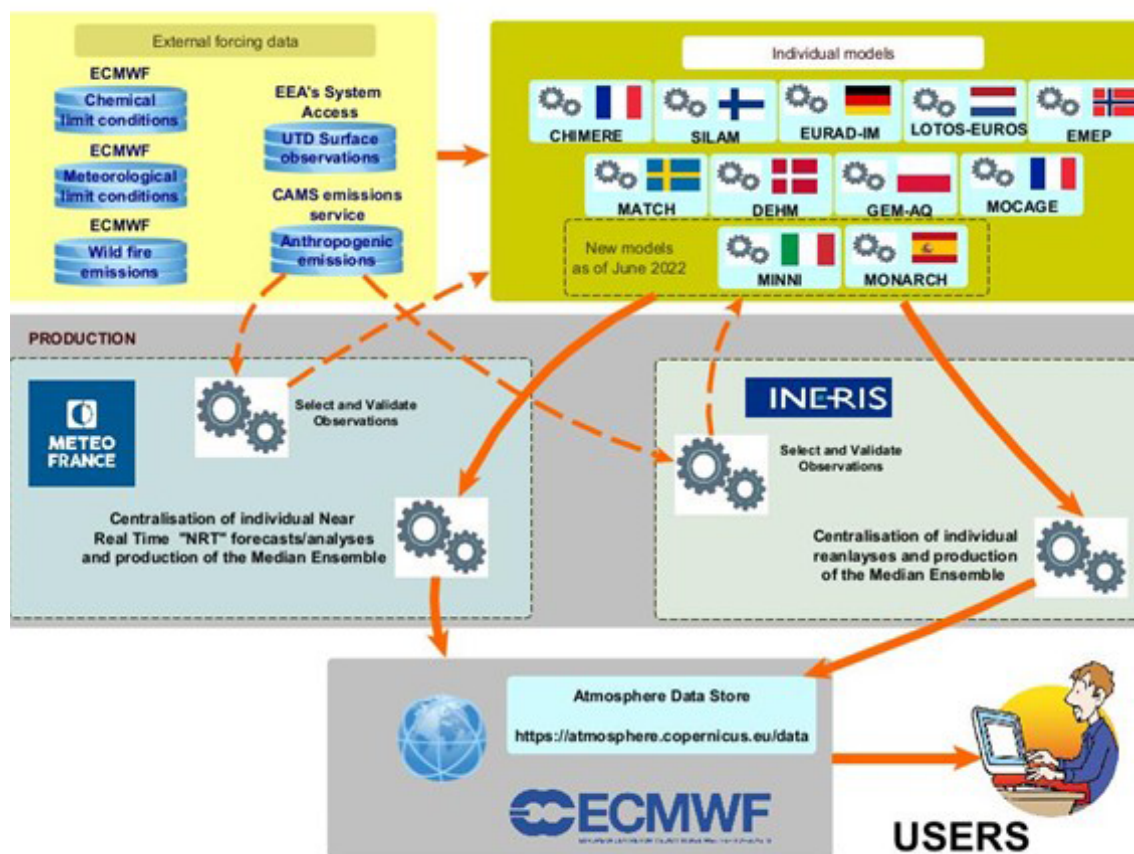 External forcing data
ECMWF
Chemical
limit conditions
ECMWF
Meteorological
limit conditions
ECMWF
Wild fire
emissions
EEA's System
Access
UTD Surface
observations
CAMS emissions
service
Anthropogenic
emissions
Individual models
CHIMERE
SILAM
EURAD-IM
LOTOS-EUROS
EMEP
MATCH
DEHM
GEM-AQ
MOCAGE
New models
as of June 2022
MINNI
MONARCH
PRODUCTION
METEO
FRANCE
Select and Validate
Observations
Centralisation of individual Near
Real Time "NRT" forecasts/analyses
and production of the Median Ensemble
INE-RIS
Select and Validate
Observations
Centralisation of individual
reanlayses and production
of the Median Ensemble
Atmosphere Data Store
https://atmosphere.copernicus.eu/data
ECMWF
USERS